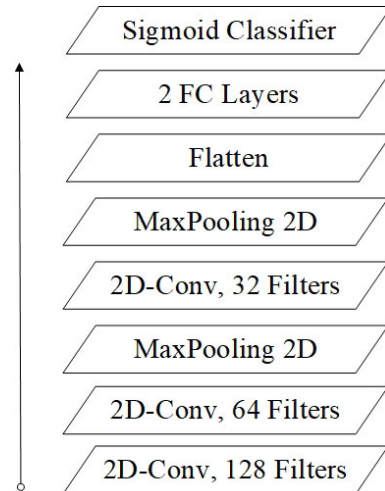 Sigmoid Classifier
2 FC Layers
Flatten
MaxPooling 2D
2D-Conv, 32 Filters
MaxPooling 2D
2D-Conv, 64 Filters
2D-Conv, 128 Filters